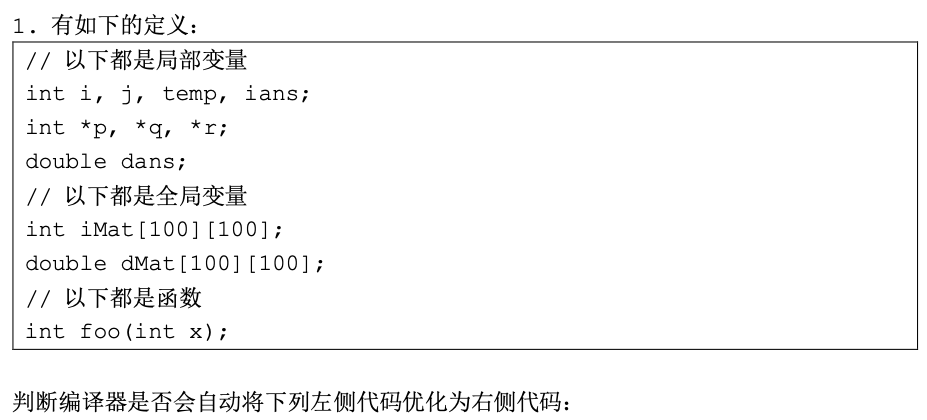 1. 有如下的定义：
// 以下都是局部变量
int i, j, temp, ians;
int *p, *q, *r;
double dans;
// 以下都是全局变量
int iMat[100][100];
double dMat[100][100];
// 以下都是函数
int foo(int x);
判断编译器是否会自动将下列左侧代码优化为右侧代码：